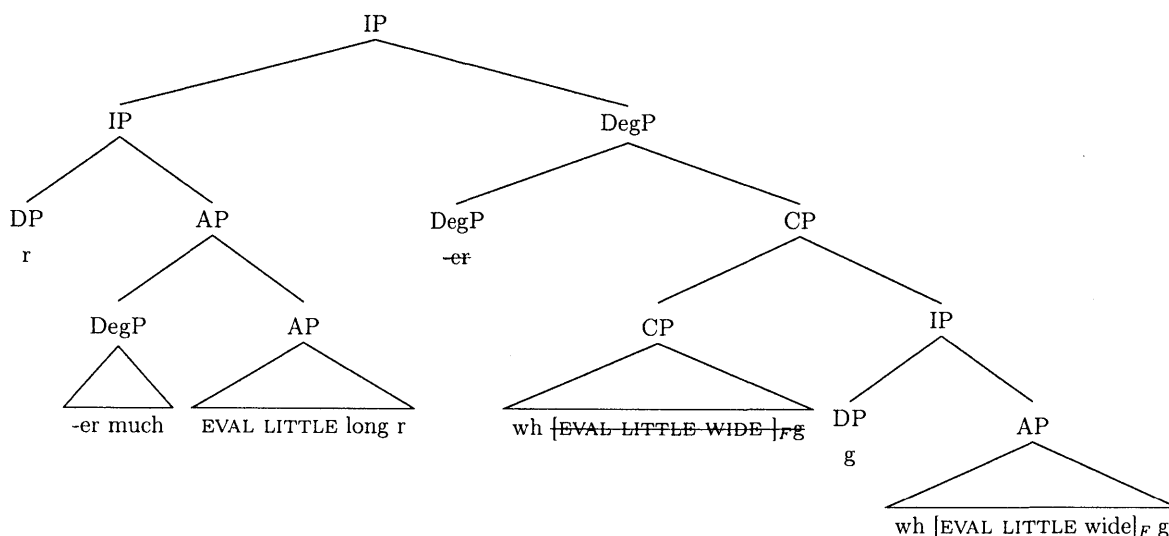 IP
IP DegP
DP AP DegP CP
r -er
DegP AP CP IP
-er much EVAL LITTLE long r wh [EVAL LITTLE WIDE ]F g DP AP
g
wh [EVAL LITTLE wide]F g